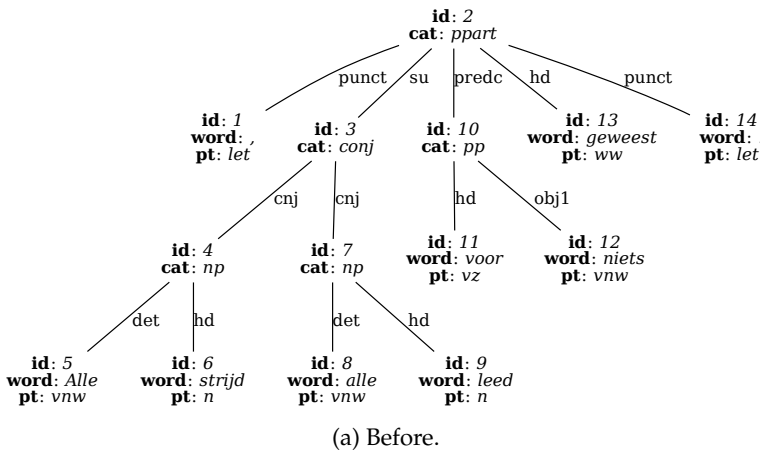 id: 2
cat: ppart
punct su predc hd punct
id: 1
word: ,
pt: let
id: 3
cat: conj
id: 10
cat: pp
id: 13
word: geweest
pt: ww
id: 14
word:
pt: let
cnj cnj hd obj1
id: 4
cat: np
id: 7
cat: np
id: 11
word: voor
pt: vz
id: 12
word: niets
pt: vnw
det hd det hd
id: 5
word: Alle
pt: vnw
id: 6
word: strijd
pt: n
id: 8
word: alle
pt: vnw
id: 9
word: leed
pt: n
(a) Before.